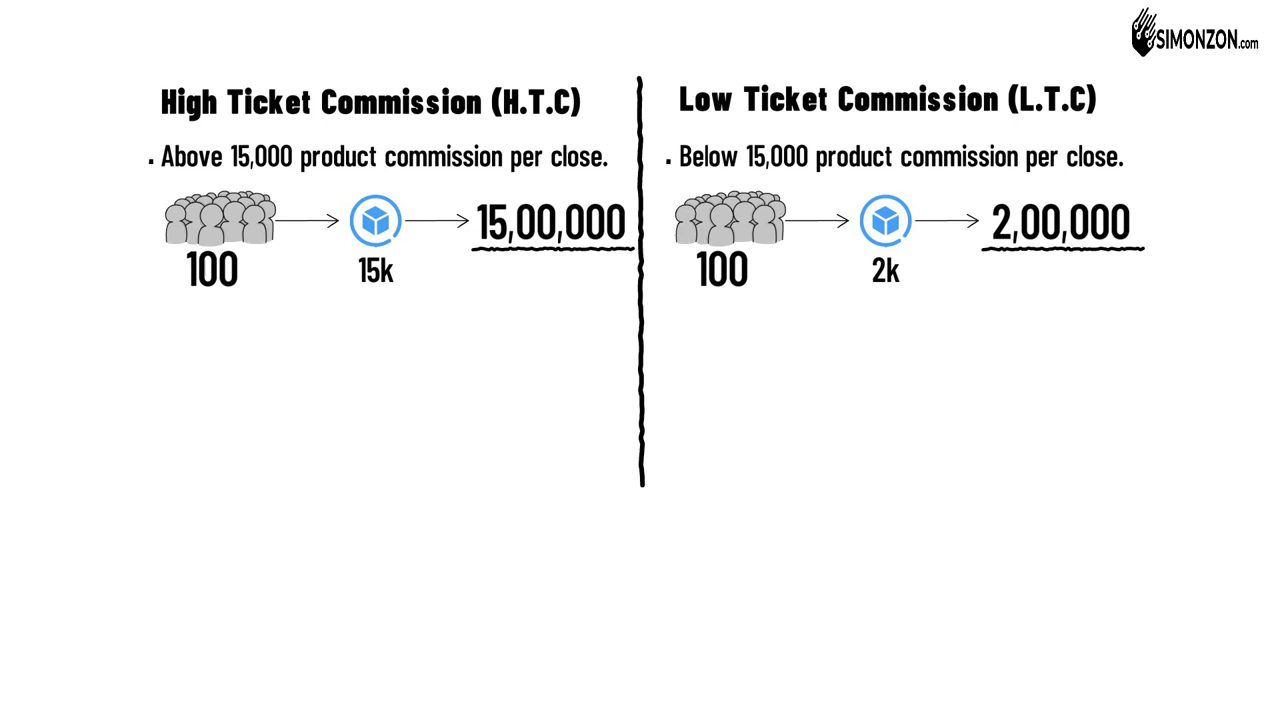 SIMONZON.com
High Ticket Commission (H.T.C)
. Above 15,000 product commission per close.
15,00,000
100
15k
Low Ticket Commission (L.T.C)
. Below 15,000 product commission per close.
2,00,000
100
2k